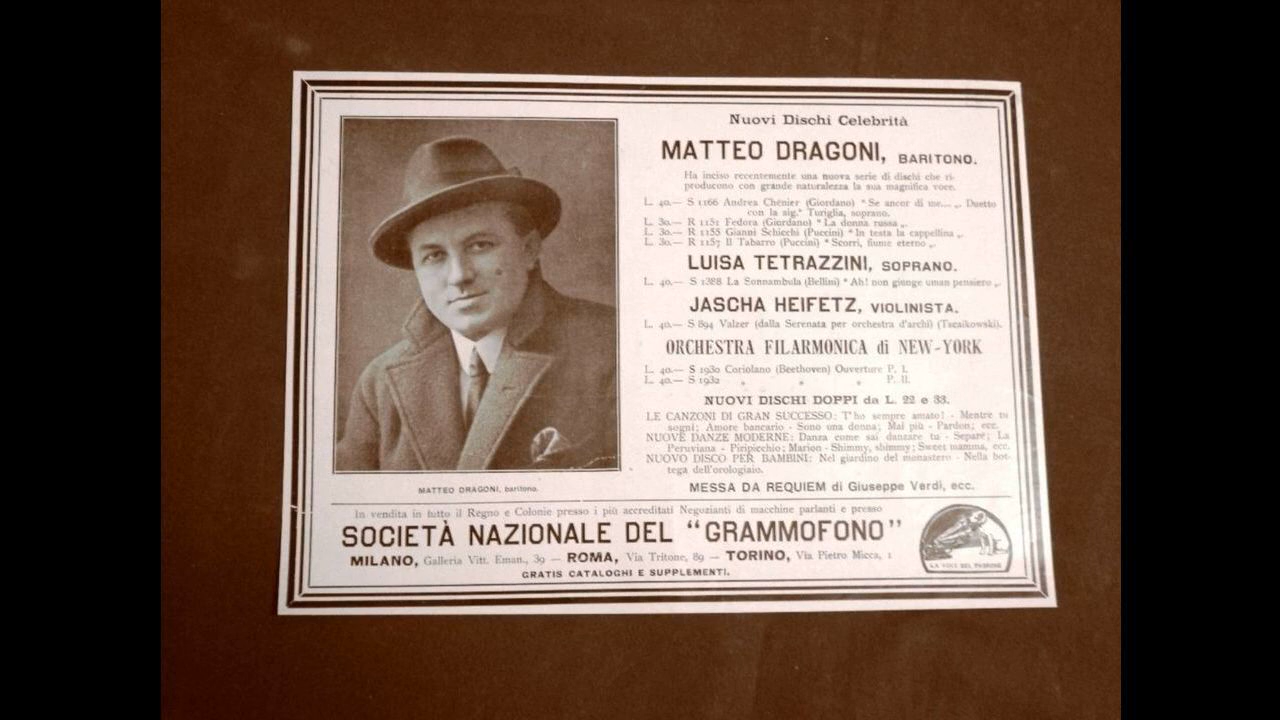 Nuovi Dischi Celebrità
MATTEO DRAGONI, BARITONO.
Ha inciso recentemente una nuova serie di dischi che ri-
producono con grande naturalezza la sua magnifica voce.
L. 40.— S 1166 Andrea Chénier (Giordano) "Se ancor di me... „. Duetto
con la sig.ª Turiglia, soprano.
L. 30.— R 1151 Fedora (Giordano) "La donna russa „.
L. 30.— R 1155 Gianni Schicchi (Puccini) "In testa la cappellina „.
L. 30.— R 1157 Il Tabarro (Puccini) "Scorri, fiume eterno „.
LUISA TETRAZZINI, SOPRANO.
L. 40.— S 1388 La Sonnambula (Bellini) "Ah! non giunge uman pensiero „.
JASCHA HEIFETZ, VIOLINISTA.
L. 40.— S 894 Valzer (dalla Serenata per orchestra d'archi) (Tscaikowski).
ORCHESTRA FILARMONICA di NEW-YORK
L. 40.— S 1930 Coriolano (Beethoven) Ouverture P. I.
L. 40.— S 1932 „ „ „ P. II.
NUOVI DISCHI DOPPI da L. 22 e 33.
LE CANZONI DI GRAN SUCCESSO: T'ho sempre amato! - Mentre tu
sogni; Amore bancario - Sono una donna; Mai più - Pardon; ecc.
NUOVE DANZE MODERNE: Danza come sai danzare tu - Separé; La
Peruviana - Piripicchio; Marion - Shimmy, shimmy; Sweet mamma, ecc.
NUOVO DISCO PER BAMBINI: Nel giardino del monastero - Nella bot-
tega dell'orologiaio.
MESSA DA REQUIEM di Giuseppe Verdi, ecc.
MATTEO DRAGONI, baritono.
In vendita in tutto il Regno e Colonie presso i più accreditati Negozianti di macchine parlanti e presso
SOCIETÀ NAZIONALE DEL "GRAMMOFONO"
MILANO, Galleria Vitt. Eman., 39 — ROMA, Via Tritone, 89 — TORINO, Via Pietro Micca, 1
GRATIS CATALOGHI E SUPPLEMENTI.
LA VOCE DEL PADRONE